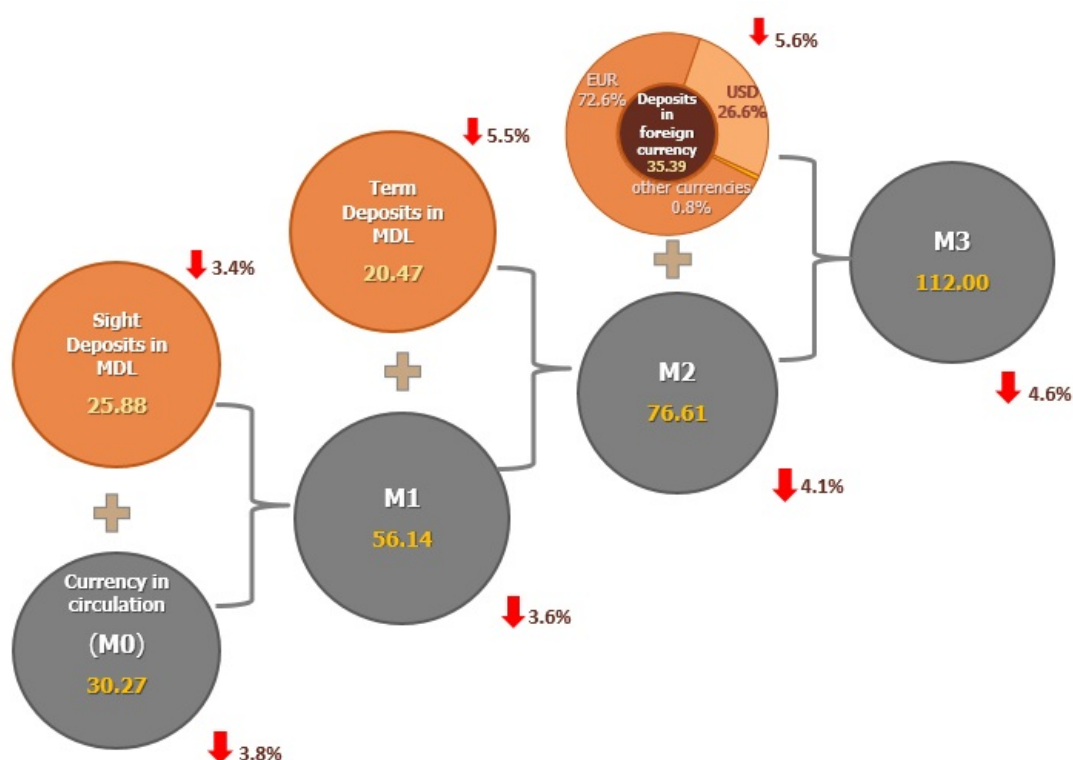 5.6%
EUR
72.6%
USD
26.6%
Deposits
in
foreign
currency
35.39
other currencies
0.8%
5.5%
Term
Deposits in
MDL
20.47
M3
112.00
4.6%
3.4%
Sight
Deposits in
MDL
25.88
M2
76.61
4.1%
M1
56.14
3.6%
Currency in
circulation
(M0)
30.27
3.8%